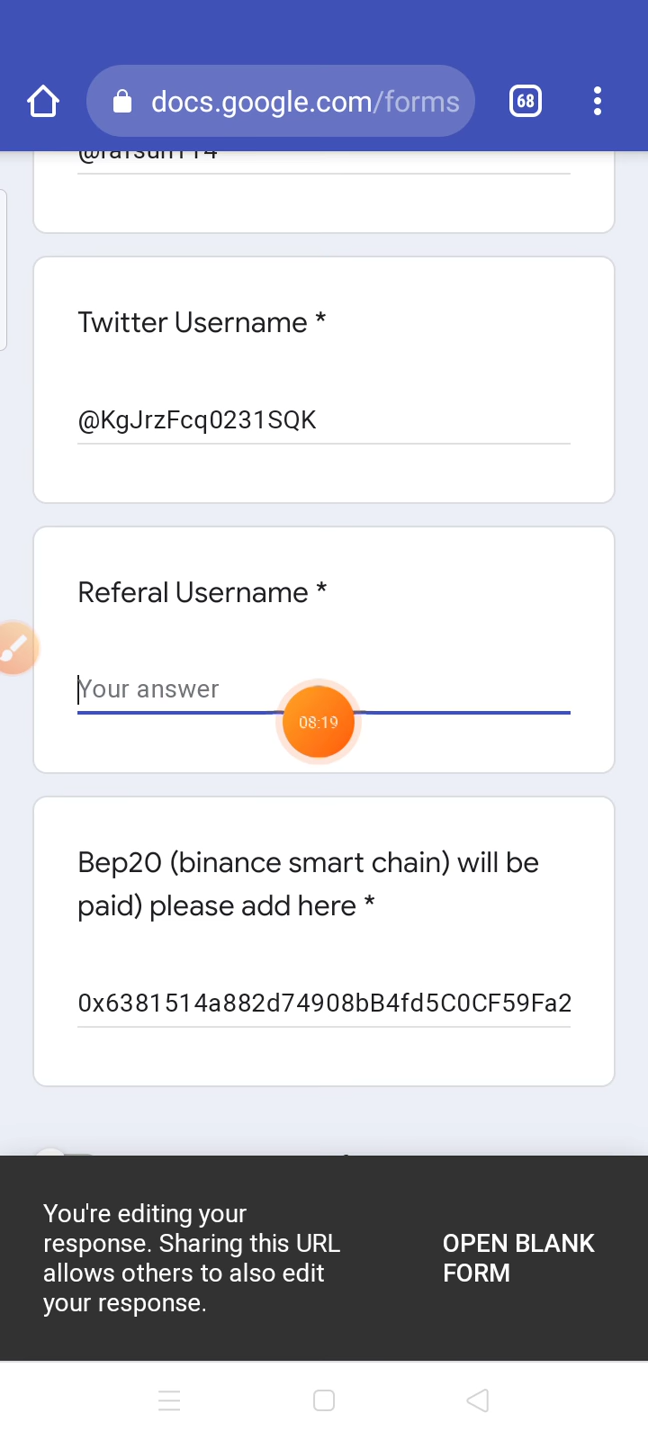 docs.google.com/forms
68
Twitter Username *
@KgJrzFcq0231SQK
Referal Username *
Your answer
08:19
Bep20 (binance smart chain) will be
paid) please add here *
0x6381514a882d74908bB4fd5C0CF59Fa2
You're editing your
response. Sharing this URL
allows others to also edit
your response.
OPEN BLANK
FORM